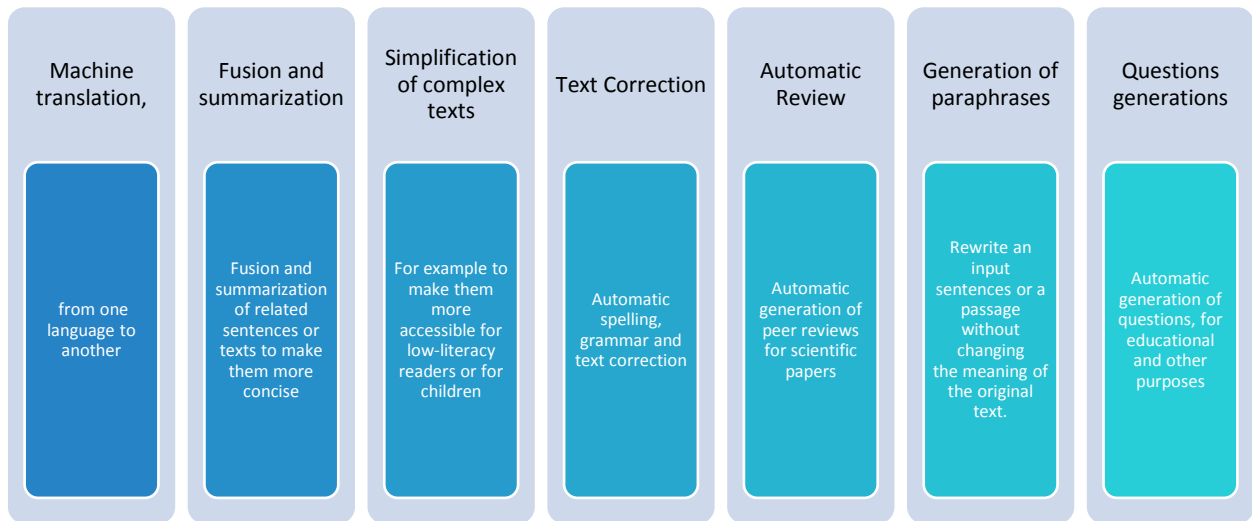 Machine
translation,
from one
language to
another
Fusion and
summarization
Fusion and
summarization
of related
sentences or
texts to make
them more
concise
Simplification
of complex
texts
For example to
make them
more
accessible for
low-literacy
readers or for
children
Text Correction
Automatic
spelling,
grammar and
text correction
Automatic
Review
Automatic
generation of
peer reviews
for scientific
papers
Generation of
paraphrases
Rewrite an
input
sentences or a
passage
without
changing
the meaning of
the original
text.
Questions
generations
Automatic
generation of
questions, for
educational
and other
purposes